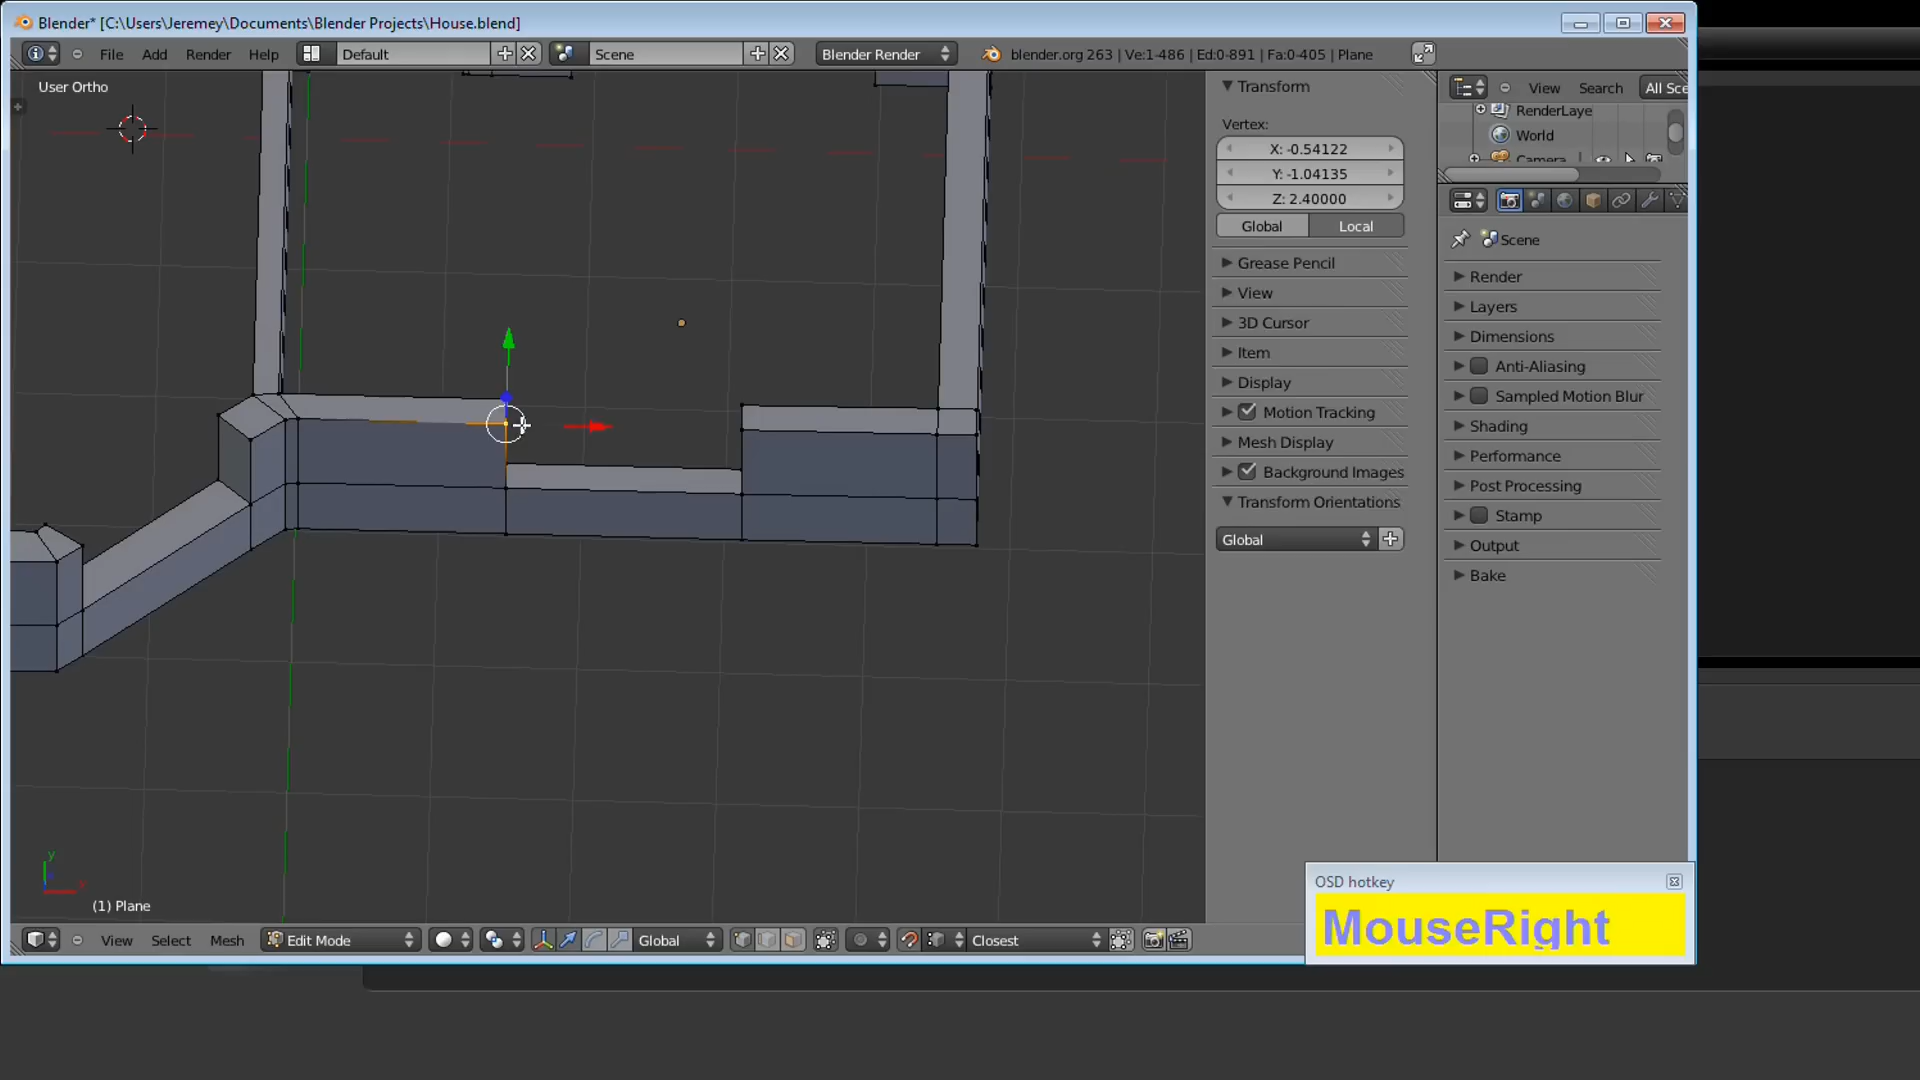 Blender* [C:\Users\Jeremey\Documents\Blender Projects\House.blend]
File Add Render Help Default Scene Blender Render blender.org 263 | Ve:1-486 | Ed:0-891 | Fa:0-405 | Plane
User Ortho
Transform
Vertex:
X: -0.54122
Y: -1.04135
Z: 2.40000
Global Local
Grease Pencil
View
3D Cursor
Item
Display
Motion Tracking
Mesh Display
Background Images
Transform Orientations
Global
View Search All Sce
RenderLaye
World
Camera
Scene
Render
Layers
Dimensions
Anti-Aliasing
Sampled Motion Blur
Shading
Performance
Post Processing
Stamp
Output
Bake
y
x
(1) Plane
View Select Mesh Edit Mode Global Closest
OSD hotkey
MouseRight